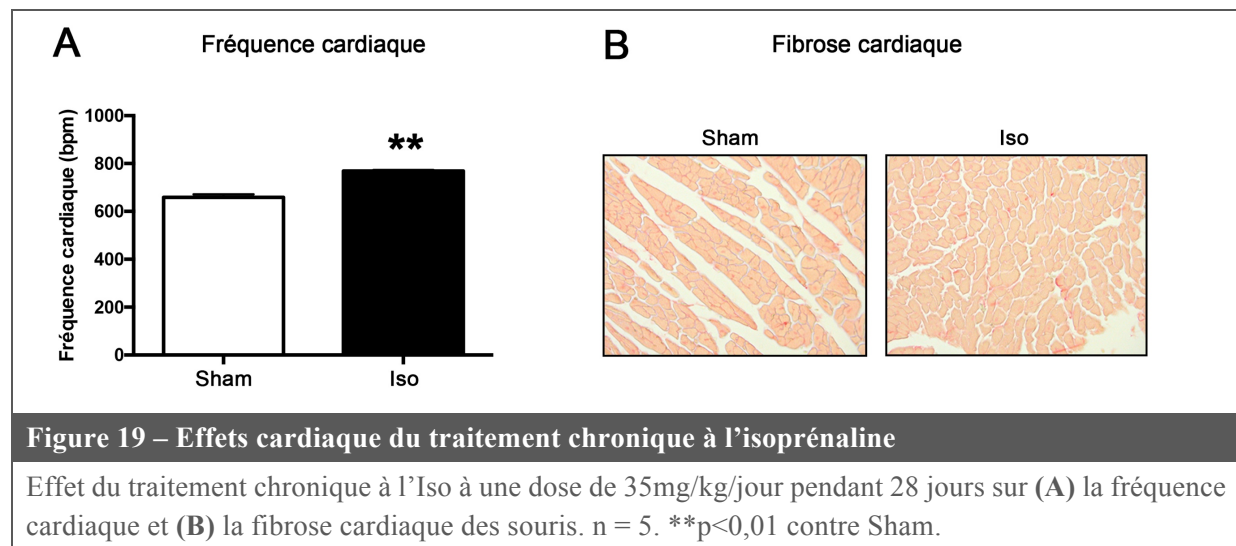 A
Fréquence cardiaque
Fréquence cardiaque (bpm)
1000
800
600
400
200
0
**
Sham
Iso
B
Fibrose cardiaque
Sham
Iso
Figure 19 – Effets cardiaque du traitement chronique à l’isoprénaline
Effet du traitement chronique à l’Iso à une dose de 35mg/kg/jour pendant 28 jours sur (A) la fréquence
cardiaque et (B) la fibrose cardiaque des souris. n = 5. **p<0,01 contre Sham.